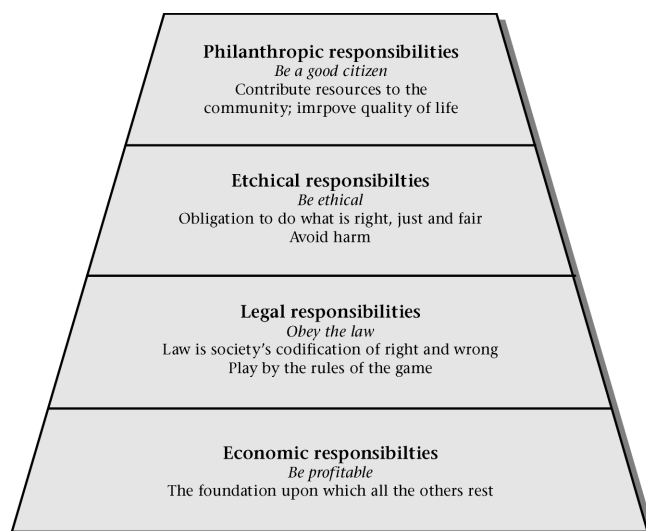 Philanthropic responsibilities
Be a good citizen
Contribute resources to the
community; imrpove quality of life
Etchical responsibilties
Be ethical
Obligation to do what is right, just and fair
Avoid harm
Legal responsibilities
Obey the law
Law is society's codification of right and wrong
Play by the rules of the game
Economic responsibilties
Be profitable
The foundation upon which all the others rest